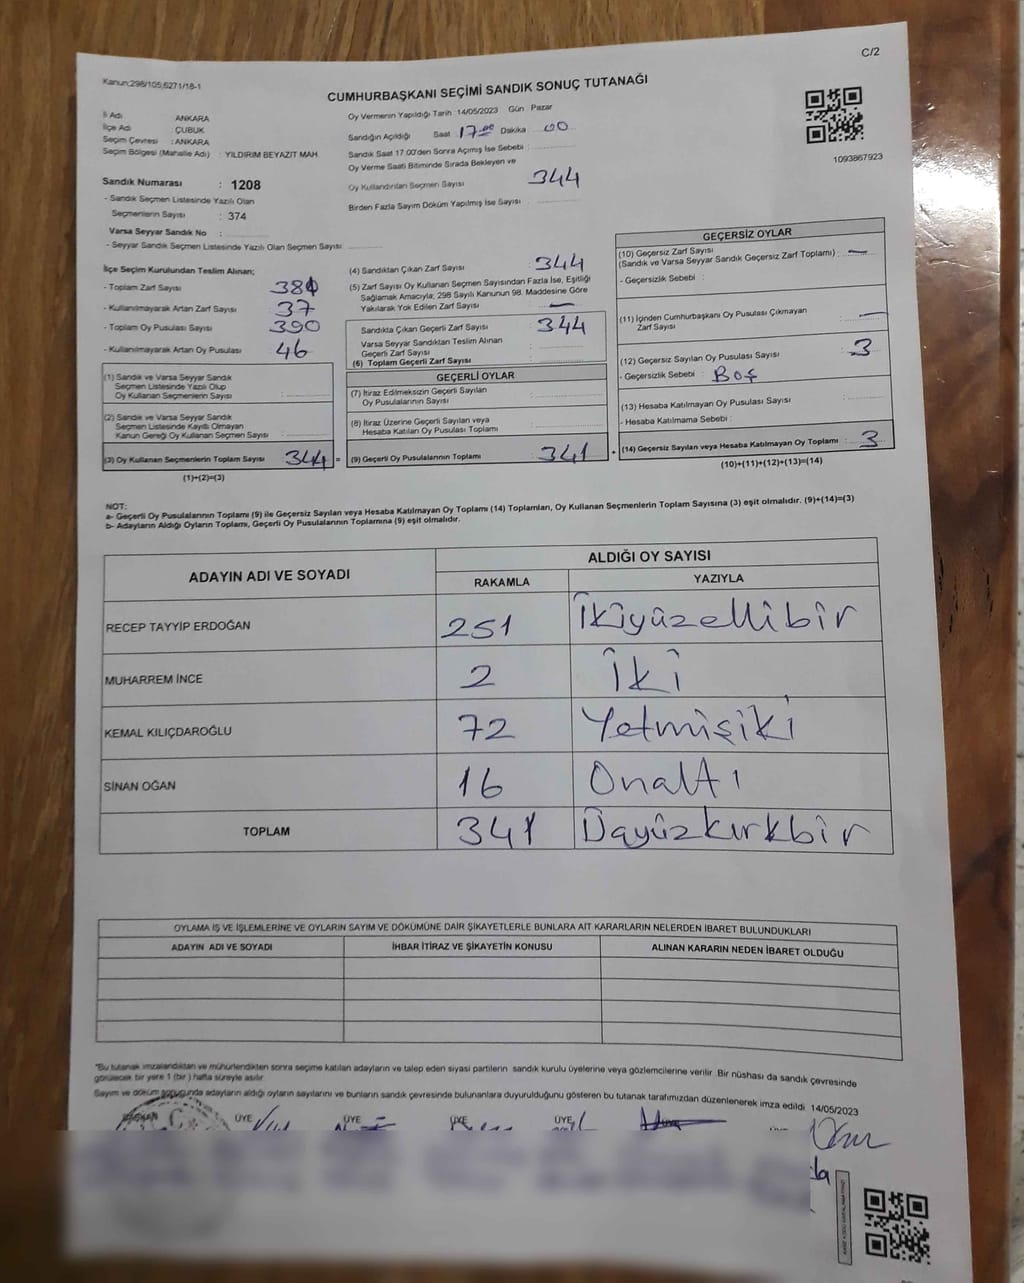 C/2
Kanun;298/105,6271/18-1
CUMHURBAŞKANI SEÇİMİ SANDIK SONUÇ TUTANAĞI
İl Adı : ANKARA
İlçe Adı : ÇUBUK
Seçim Çevresi : ANKARA
Seçim Bölgesi (Mahalle Adı) : YILDIRIM BEYAZIT MAH.
Sandık Numarası : 1208
- Sandık Seçmen Listesinde Yazılı Olan
Seçmenlerin Sayısı : 374
Varsa Seyyar Sandık No :
- Seyyar Sandık Seçmen Listesinde Yazılı Olan Seçmen Sayısı :
Oy Vermenin Yapıldığı Tarih :14/05/2023 Gün : Pazar
Sandığın Açıldığı Saat 17.00 Dakika 00
Sandık Saat 17.00'den Sonra Açımış İse Sebebi :
Oy Verme Saati Bitiminde Sırada Bekleyen ve
Oy Kullandırılan Seçmen Sayısı 344
Birden Fazla Sayım Döküm Yapılmış İse Sayısı :
1093867923
İlçe Seçim Kurulundan Teslim Alınan;
- Toplam Zarf Sayısı 381
- Kullanılmayarak Artan Zarf Sayısı : 37
- Toplam Oy Pusulası Sayısı : 390
- Kullanılmayarak Artan Oy Pusulası : 46
(1) Sandık ve Varsa Seyyar Sandık
Seçmen Listesinde Yazılı Olup
Oy Kullanan Seçmenlerin Sayısı :
(2) Sandık ve Varsa Seyyar Sandık
Seçmen Listesinde Kayıtlı Olmayan
Kanun Gereği Oy Kullanan Seçmen Sayısı :
(3) Oy Kullanan Seçmenlerin Toplam Sayısı 344 =
(1)+(2)=(3)
(4) Sandıktan Çıkan Zarf Sayısı : 344
(5) Zarf Sayısı Oy Kullanan Seçmen Sayısından Fazla İse, Eşitliği
Sağlamak Amacıyla; 298 Sayılı Kanunun 98. Maddesine Göre
Yakılarak Yok Edilen Zarf Sayısı : —
Sandıkta Çıkan Geçerli Zarf Sayısı : 344
Varsa Seyyar Sandıktan Teslim Alınan
Geçerli Zarf Sayısı :
(6) Toplam Geçerli Zarf Sayısı :
GEÇERLİ OYLAR
(7) İtiraz Edilmeksizin Geçerli Sayılan
Oy Pusulalarının Sayısı :
(8) İtiraz Üzerine Geçerli Sayılan veya
Hesaba Katılan Oy Pusulası Toplamı :
(9) Geçerli Oy Pusulalarının Toplamı : 341 +
GEÇERSİZ OYLAR
(10) Geçersiz Zarf Sayısı
(Sandık ve Varsa Seyyar Sandık Geçersiz Zarf Toplamı) : —
- Geçersizlik Sebebi :
(11) İçinden Cumhurbaşkanı Oy Pusulası Çıkmayan
Zarf Sayısı : —
(12) Geçersiz Sayılan Oy Pusulası Sayısı : 3
- Geçersizlik Sebebi : Boş
(13) Hesaba Katılmayan Oy Pusulası Sayısı :
- Hesaba Katılmama Sebebi :
(14) Geçersiz Sayılan veya Hesaba Katılmayan Oy Toplamı : 3
(10)+(11)+(12)+(13)=(14)
NOT:
a- Geçerli Oy Pusulalarının Toplamı (9) ile Geçersiz Sayılan veya Hesaba Katılmayan Oy Toplamı (14) Toplamları, Oy Kullanan Seçmenlerin Toplam Sayısına (3) eşit olmalıdır. (9)+(14)=(3)
b- Adayların Aldığı Oyların Toplamı, Geçerli Oy Pusulalarının Toplamına (9) eşit olmalıdır.
ADAYIN ADI VE SOYADI
ALDIĞI OY SAYISI
RAKAMLA YAZIYLA
RECEP TAYYİP ERDOĞAN 251 İkiyüzellibir
MUHARREM İNCE 2 İki
KEMAL KILIÇDAROĞLU 72 Yetmişiki
SİNAN OĞAN 16 Onaltı
TOPLAM 341 Üçyüzkırkbir
OYLAMA İŞ VE İŞLEMLERİNE VE OYLARIN SAYIM VE DÖKÜMÜNE DAİR ŞİKAYETLERLE BUNLARA AİT KARARLARIN NELERDEN İBARET BULUNDUKLARI
ADAYIN ADI VE SOYADI İHBAR İTİRAZ VE ŞİKAYETİN KONUSU ALINAN KARARIN NEDEN İBARET OLDUĞU
*Bu tutanak imzalandıktan ve mühürlendikten sonra seçime katılan adayların ve talep eden siyasi partilerin sandık kurulu üyelerine veya gözlemcilerine verilir. Bir nüshası da sandık çevresinde
görülecek bir yere 1 (bir ) hafta süreyle asılır.
Sayım ve döküm sonucunda adayların aldığı oyların sayılarını ve bunların sandık çevresinde bulunanlara duyurulduğunu gösteren bu tutanak tarafımızdan düzenlenerek imza edildi. 14/05/2023
BAŞKAN ÜYE ÜYE ÜYE